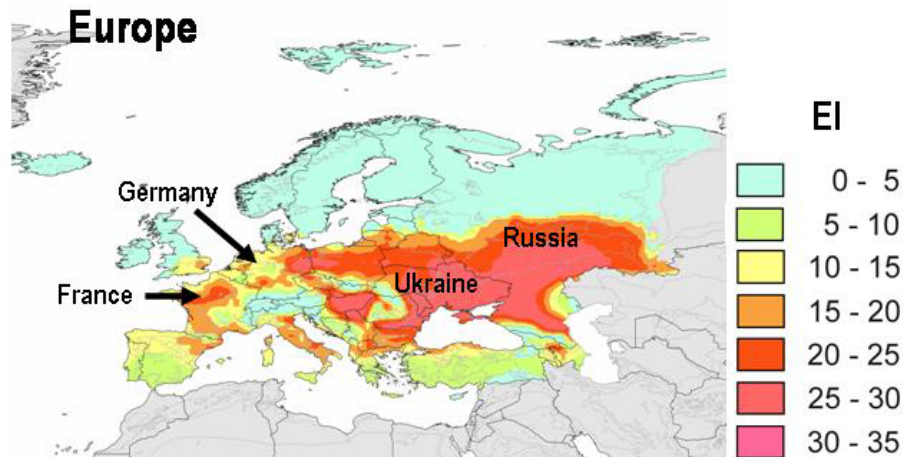 Europe
Germany
France
Russia
Ukraine
EI
0 - 5
5 - 10
10 - 15
15 - 20
20 - 25
25 - 30
30 - 35